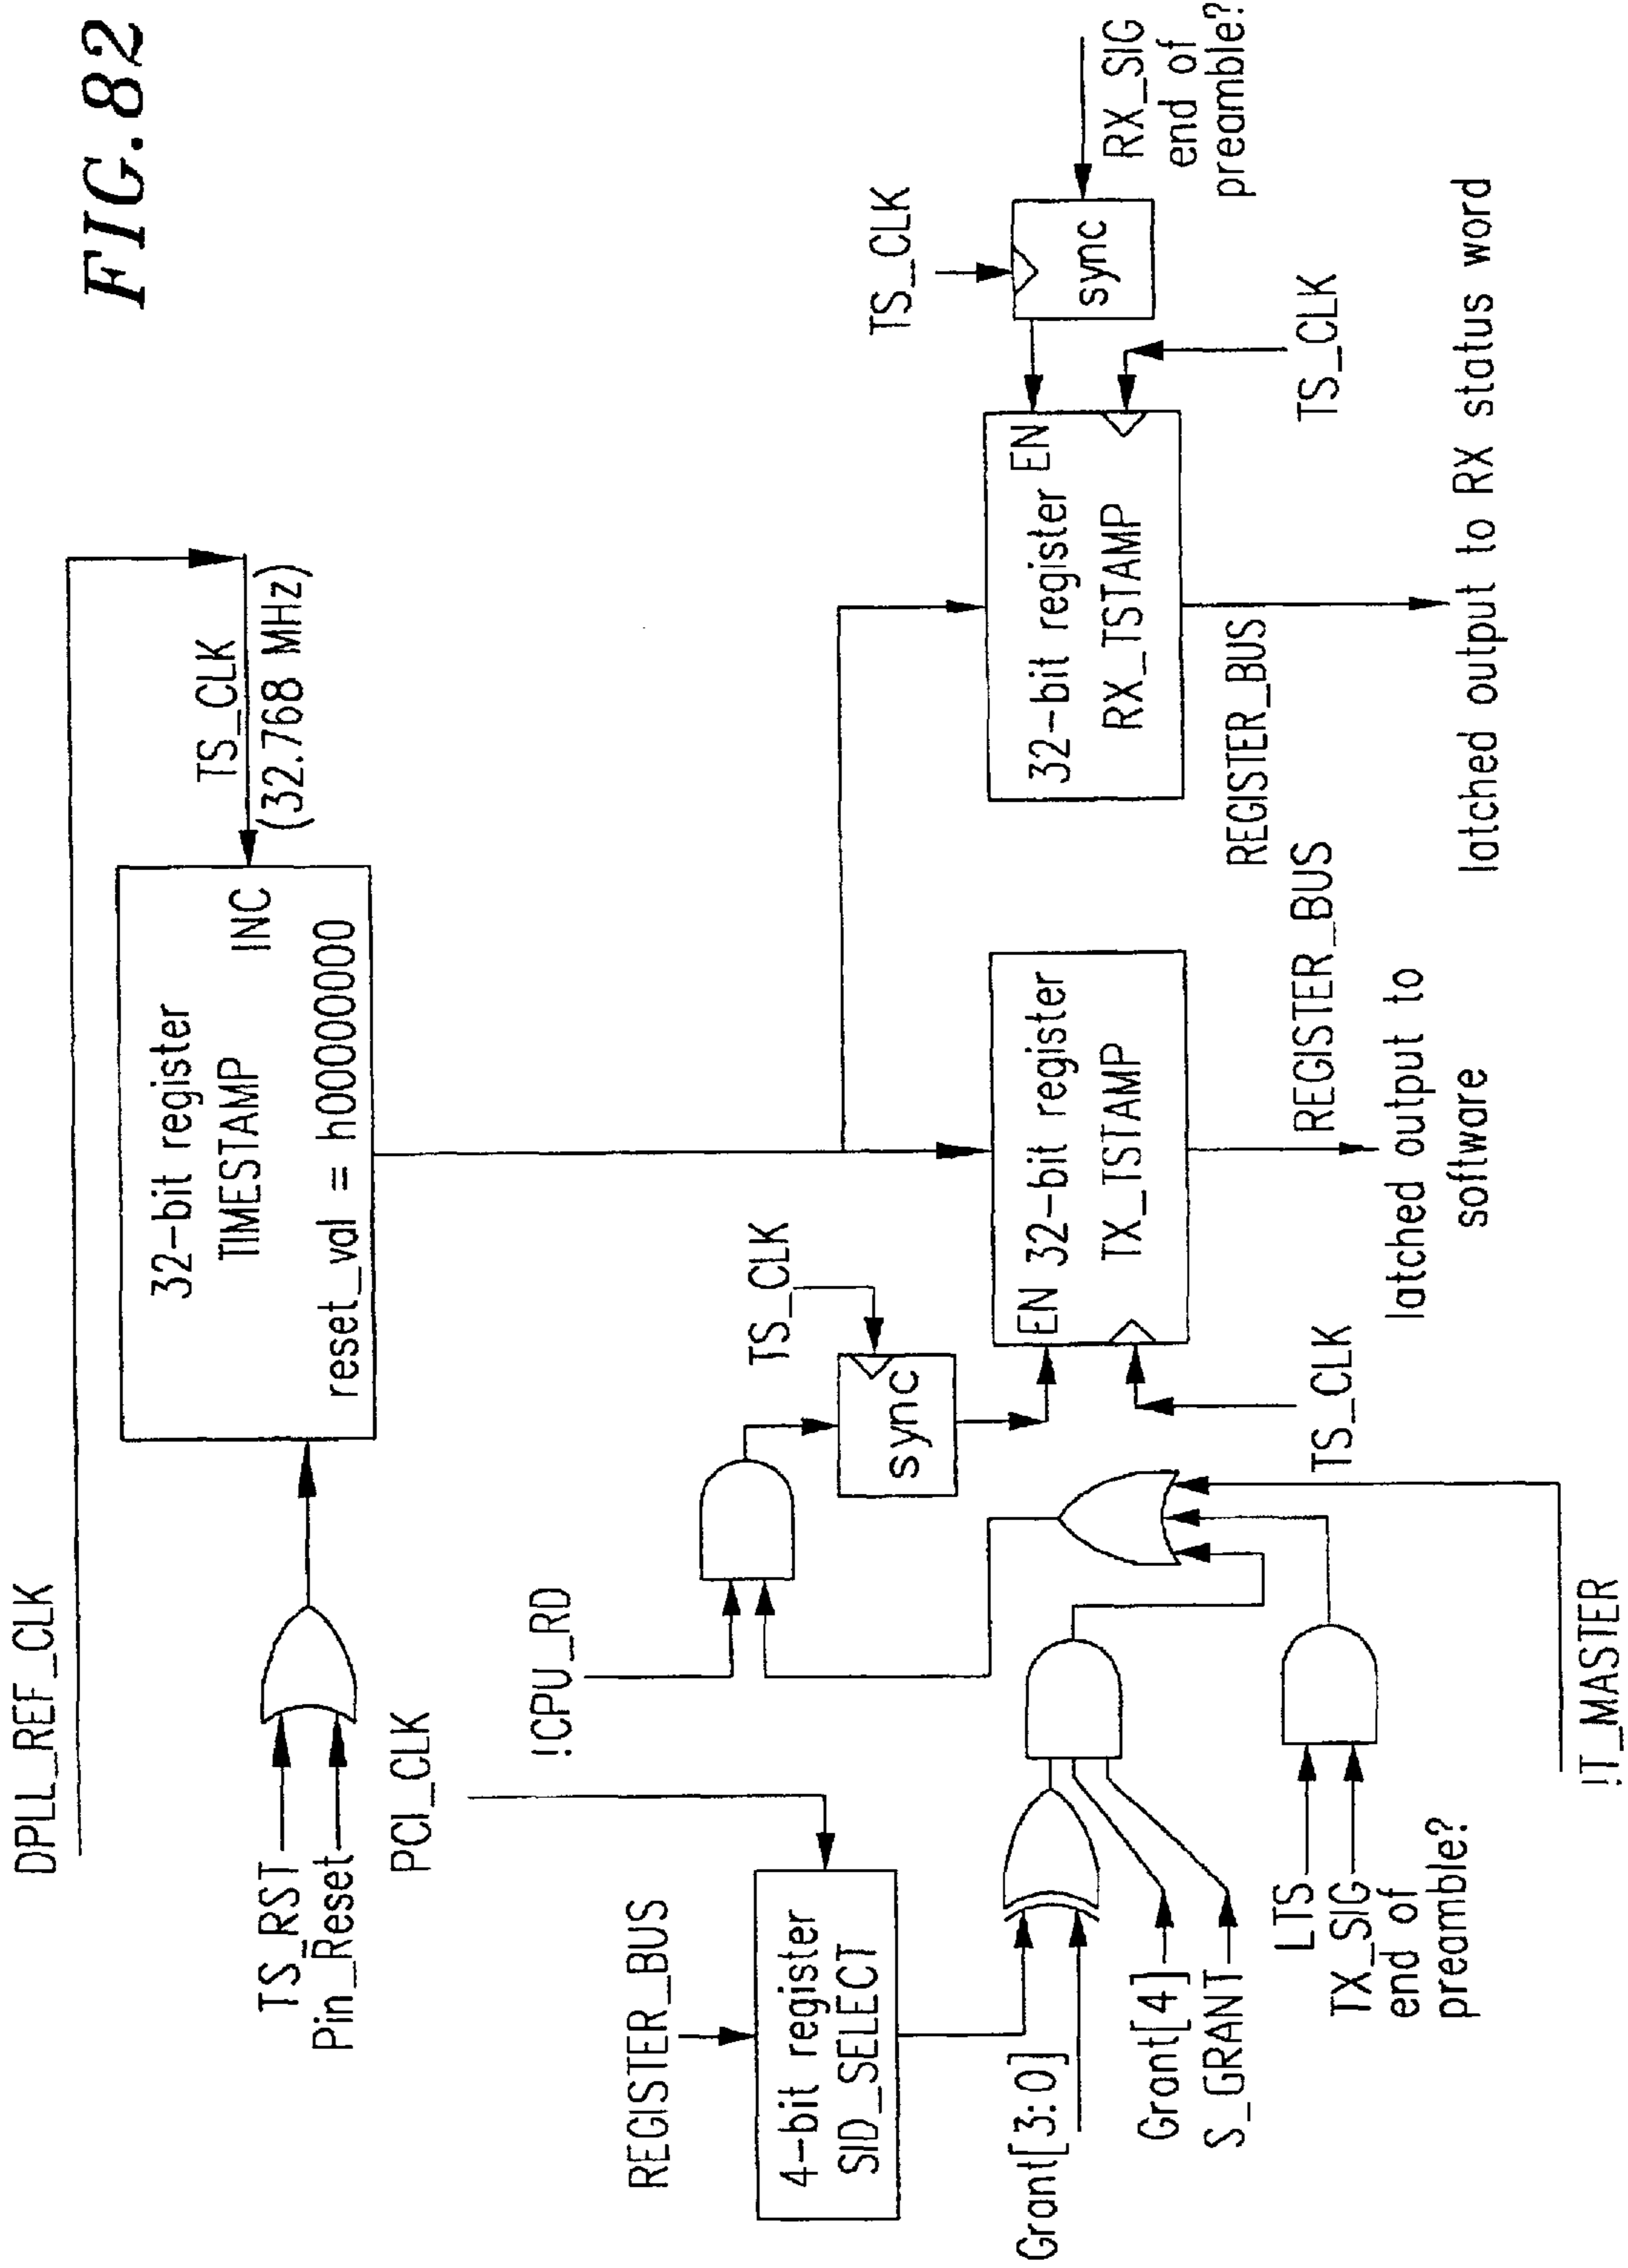 FIG. 82
DPLL_REF_CLK
TS_RST
Pin_Reset
32-bit register
TIMESTAMP
INC
reset_val = h00000000
TS_CLK
(32.768 MHz)
PCI_CLK
REGISTER_BUS
4-bit register
SID_SELECT
!CPU_RD
Grant[3:0]
Grant[4]
S_GRANT
LTS
TX_SIG
end of
preamble?
!T_MASTER
TS_CLK
sync
EN
32-bit register
TX_TSTAMP
TS_CLK
REGISTER_BUS
latched output to
software
32-bit register
EN
RX_TSTAMP
TS_CLK
sync
RX_SIG
end of
preamble?
TS_CLK
REGISTER_BUS
latched output to RX status word